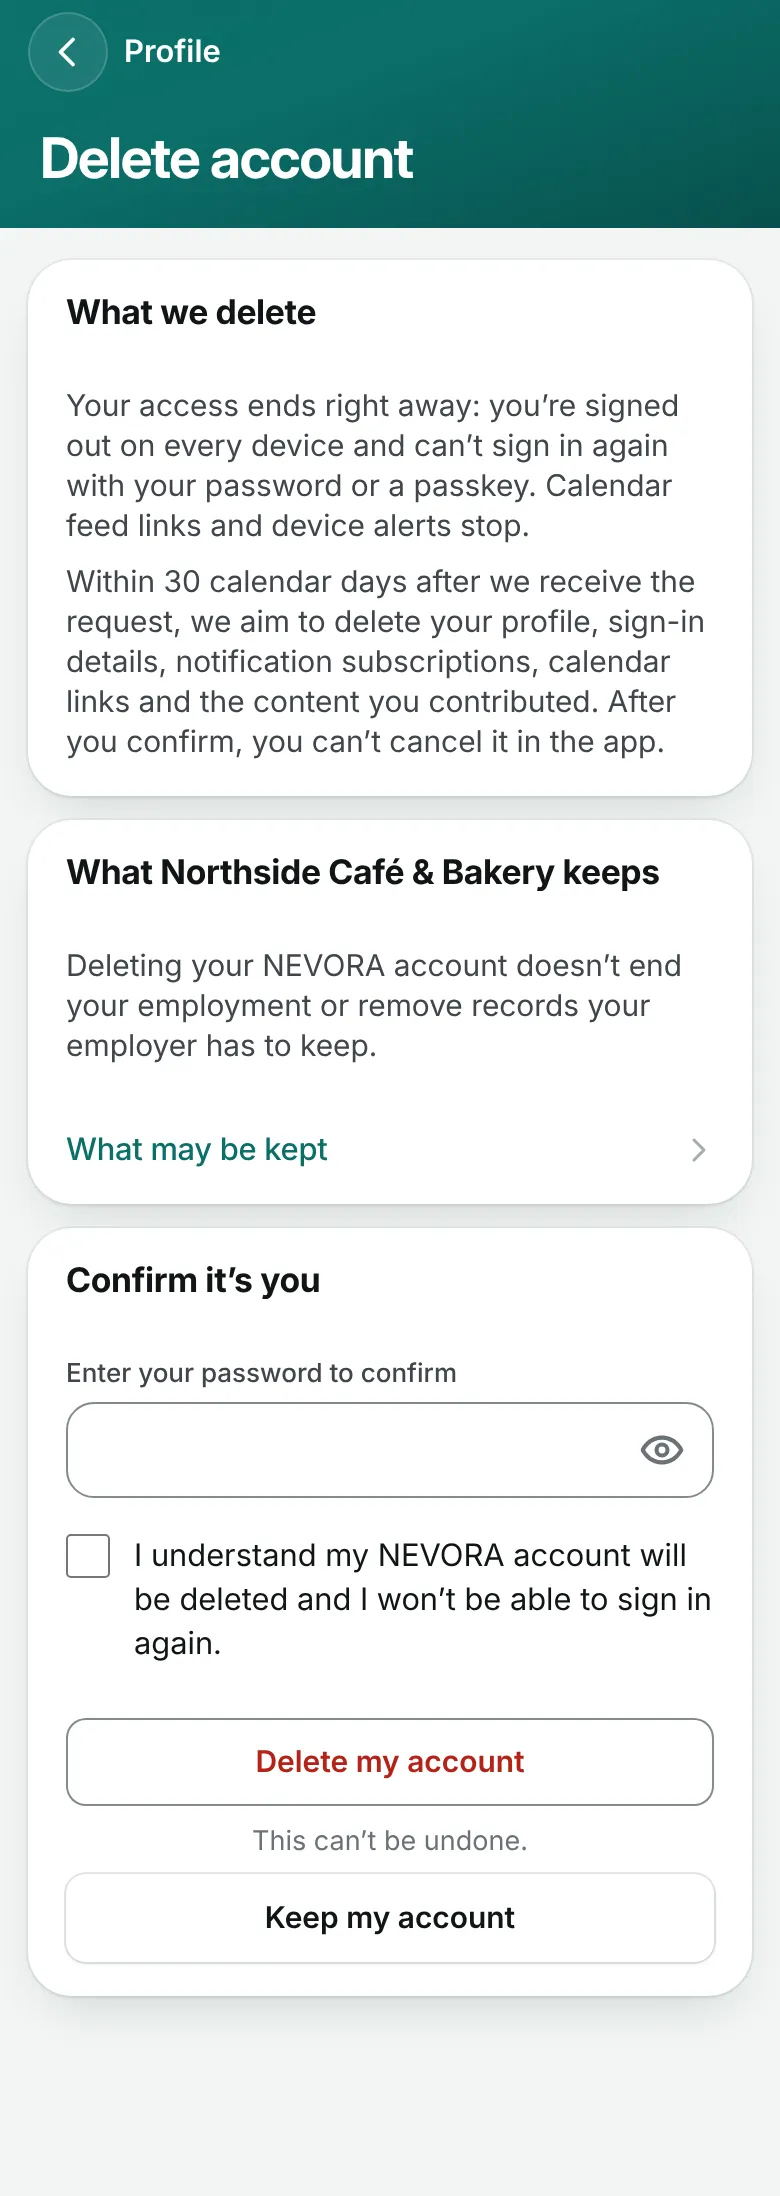 Profile
Delete account
What we delete
Your access ends right away: you’re signed
out on every device and can’t sign in again
with your password or a passkey. Calendar
feed links and device alerts stop.
Within 30 calendar days after we receive the
request, we aim to delete your profile, sign-in
details, notification subscriptions, calendar
links and the content you contributed. After
you confirm, you can’t cancel it in the app.
What Northside Café & Bakery keeps
Deleting your NEVORA account doesn’t end
your employment or remove records your
employer has to keep.
What may be kept
Confirm it’s you
Enter your password to confirm
I understand my NEVORA account will
be deleted and I won’t be able to sign in
again.
Delete my account
This can’t be undone.
Keep my account